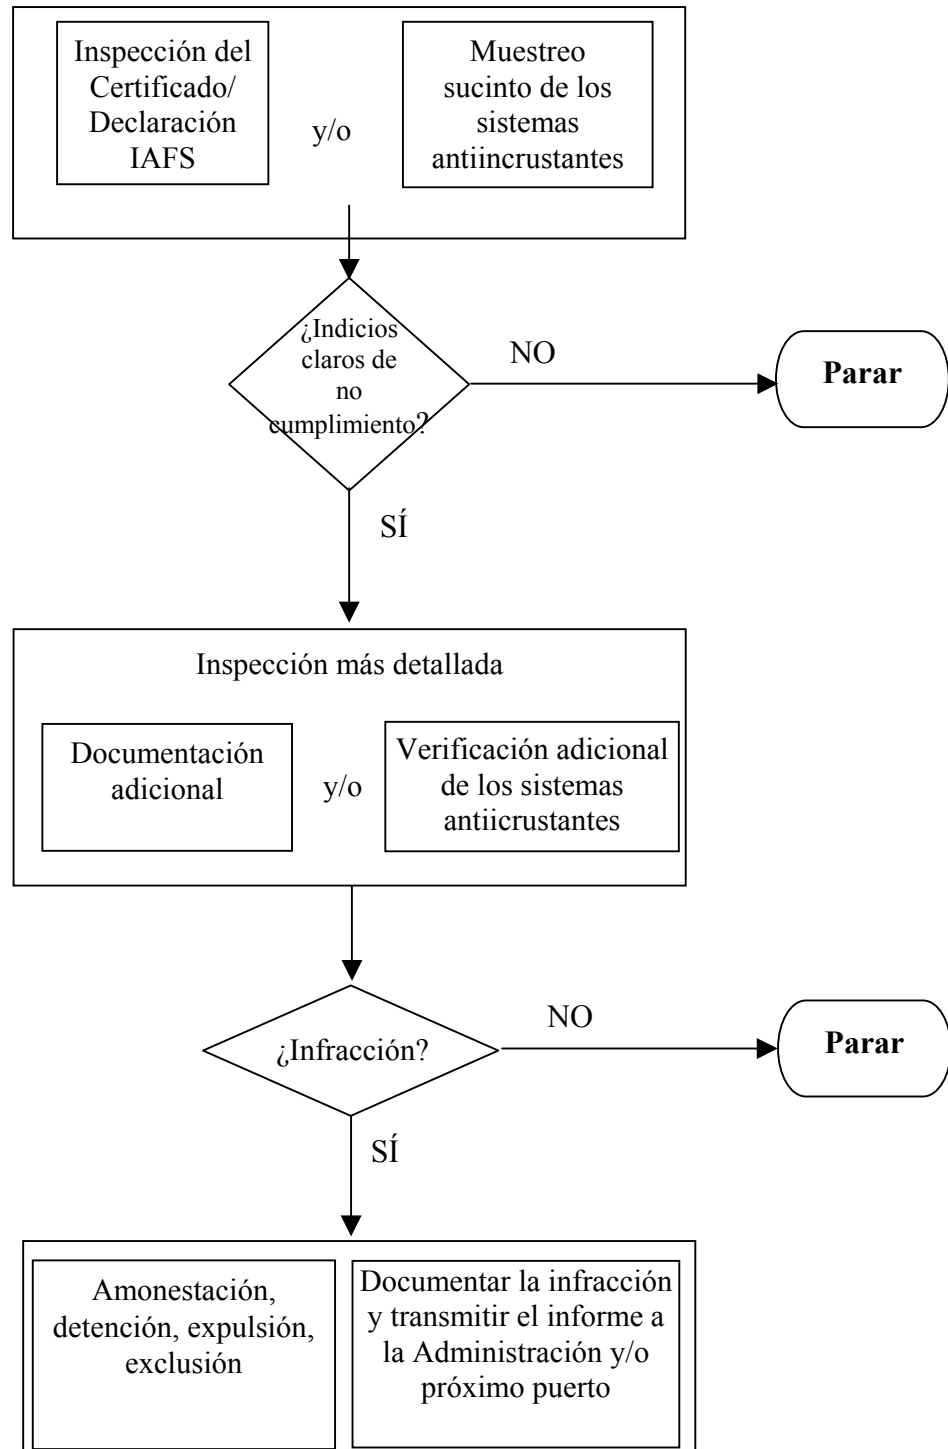 Inspección del
Certificado/
Declaración
IAFS
y/o
Muestreo
sucinto de los
sistemas
antiincrustantes
¿Indicios
claros de
no
cumplimiento?
NO
Parar
SÍ
Inspección más detallada
Documentación
adicional
y/o
Verificación adicional
de los sistemas
antiicrustantes
¿Infracción?
NO
Parar
SÍ
Amonestación,
detención, expulsión,
exclusión
Documentar la infracción
y transmitir el informe a
la Administración y/o
próximo puerto